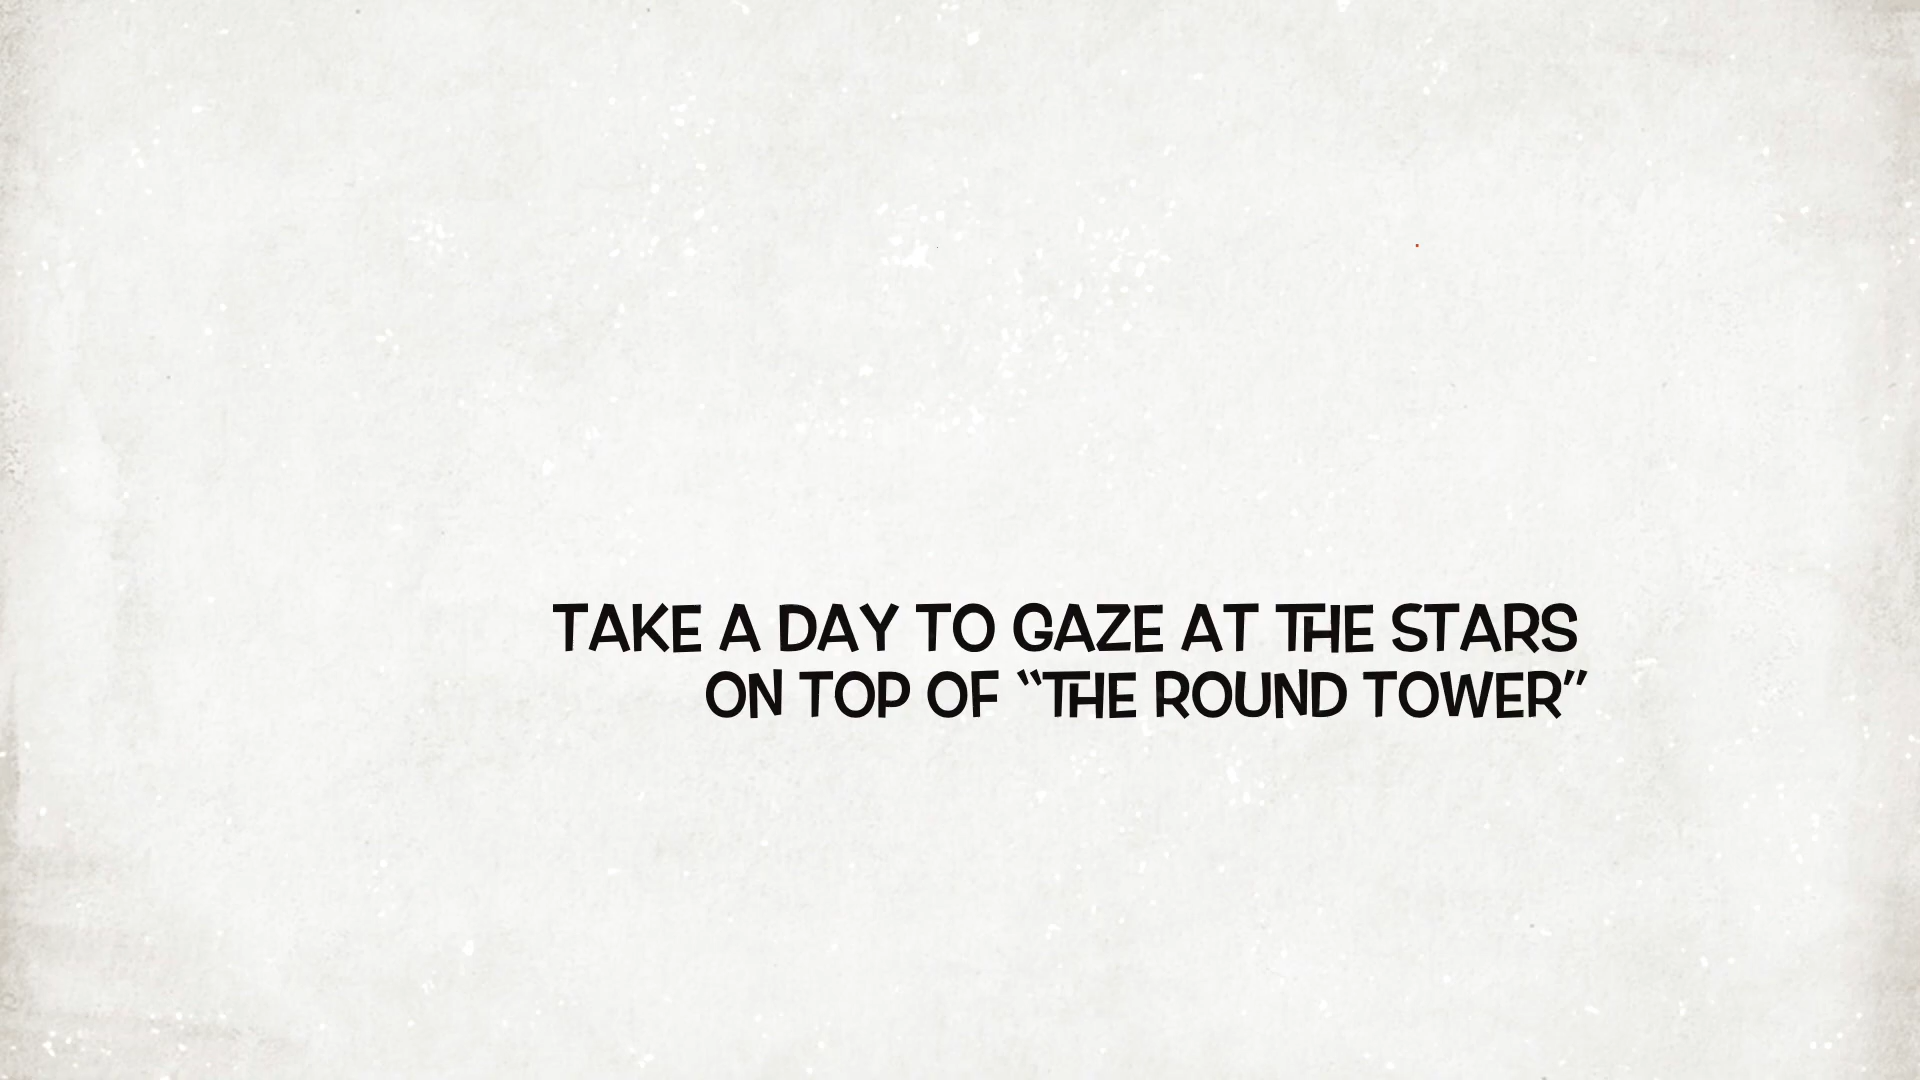 TAKE A DAY TO GAZE AT THE STARS
ON TOP OF “THE ROUND TOWER”